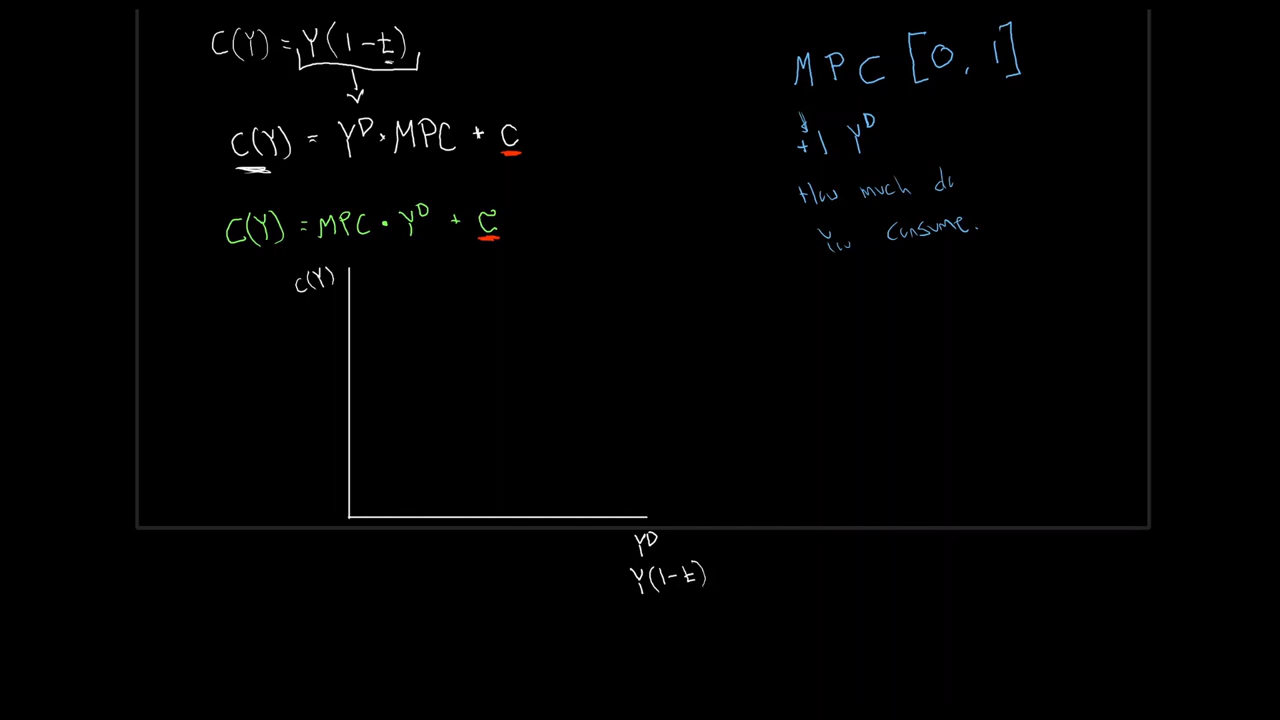 C(Y) = Y(1-t)
C(Y) = Y^D · MPC + C
C(Y) = MPC · Y^D + C
C(Y)
Y^D
Y(1-t)
MPC [0, 1]
$
+1 Y^D
How much do
You consume.